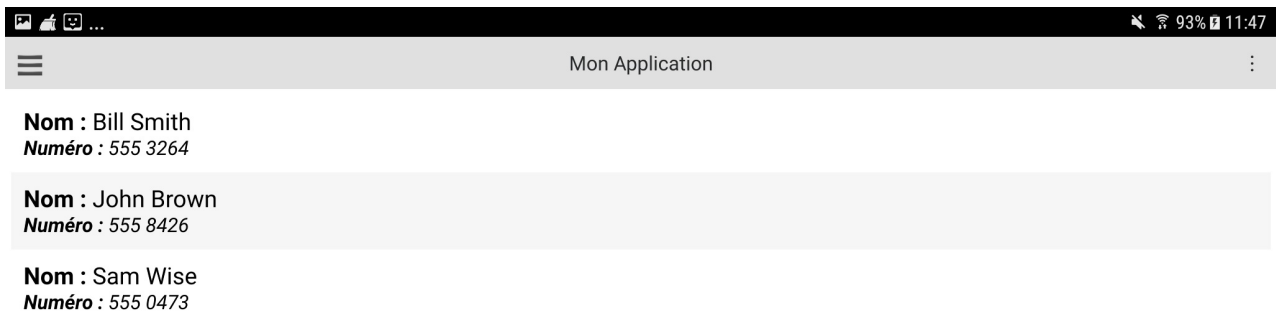 ... 93% 11:47
Mon Application
Nom : Bill Smith
Numéro : 555 3264
Nom : John Brown
Numéro : 555 8426
Nom : Sam Wise
Numéro : 555 0473